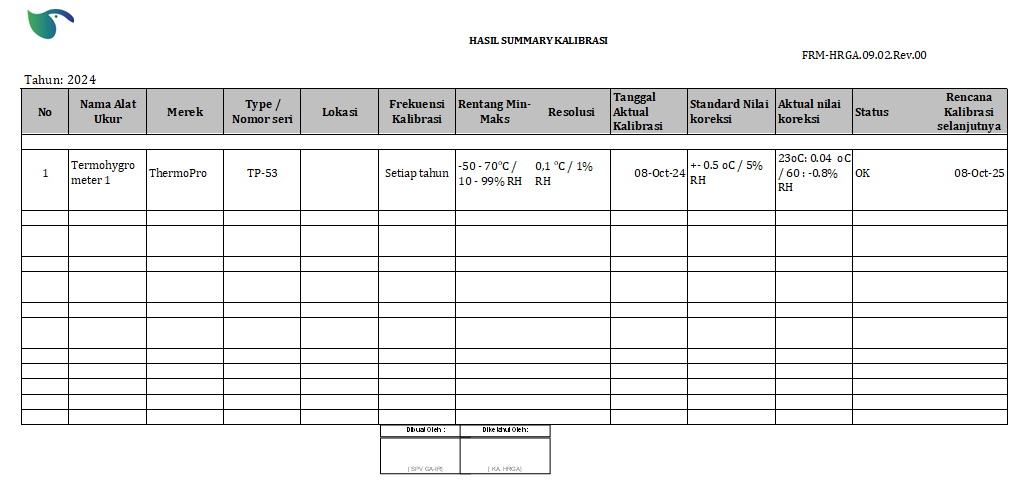 HASIL SUMMARY KALIBRASI
FRM-HRGA.09.02.Rev.00
Tahun: 2024
No
Nama Alat
Ukur
Merek
Type /
Nomor seri
Lokasi
Frekuensi
Kalibrasi
Rentang Min-
Maks
Resolusi
Tanggal
Aktual
Kalibrasi
Standard Nilai
koreksi
Aktual nilai
koreksi
Status
Rencana
Kalibrasi
selanjutnya
1
Termohygro
meter 1
ThermoPro
TP-53
Setiap tahun
-50 - 70°C /
10 - 99% RH
0,1 °C / 1%
RH
08-Oct-24
+- 0.5 oC / 5%
RH
23oC: 0.04 oC
/ 60 : -0.8%
RH
OK
08-Oct-25
Dibuat Oleh :
Diketahui Oleh:
[ SPV GA-IR]
[ KA. HRGA]